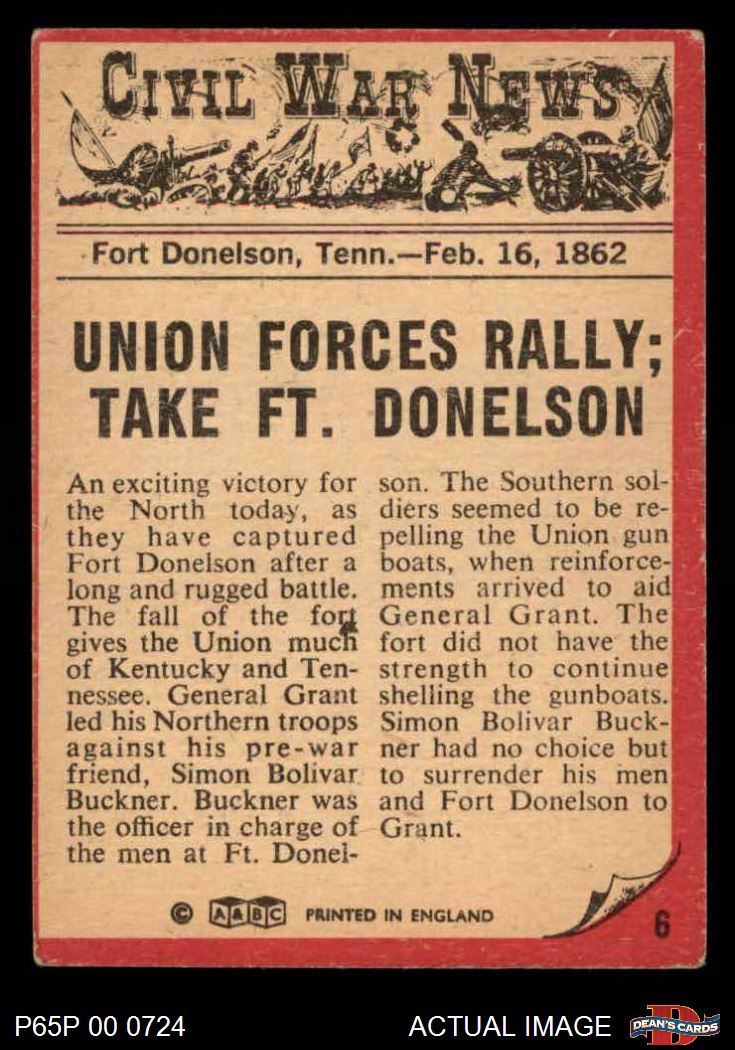 CIVIL WAR NEWS
Fort Donelson, Tenn.—Feb. 16, 1862
UNION FORCES RALLY;
TAKE FT. DONELSON
An exciting victory for
the North today, as
they have captured
Fort Donelson after a
long and rugged battle.
The fall of the fort
gives the Union much
of Kentucky and Ten-
nessee. General Grant
led his Northern troops
against his pre-war
friend, Simon Bolivar
Buckner. Buckner was
the officer in charge of
the men at Ft. Donel-
son. The Southern sol-
diers seemed to be re-
pelling the Union gun
boats, when reinforce-
ments arrived to aid
General Grant. The
fort did not have the
strength to continue
shelling the gunboats.
Simon Bolivar Buck-
ner had no choice but
to surrender his men
and Fort Donelson to
Grant.
© A&BC PRINTED IN ENGLAND
6
P65P 00 0724
ACTUAL IMAGE
D
DEAN'S CARDS